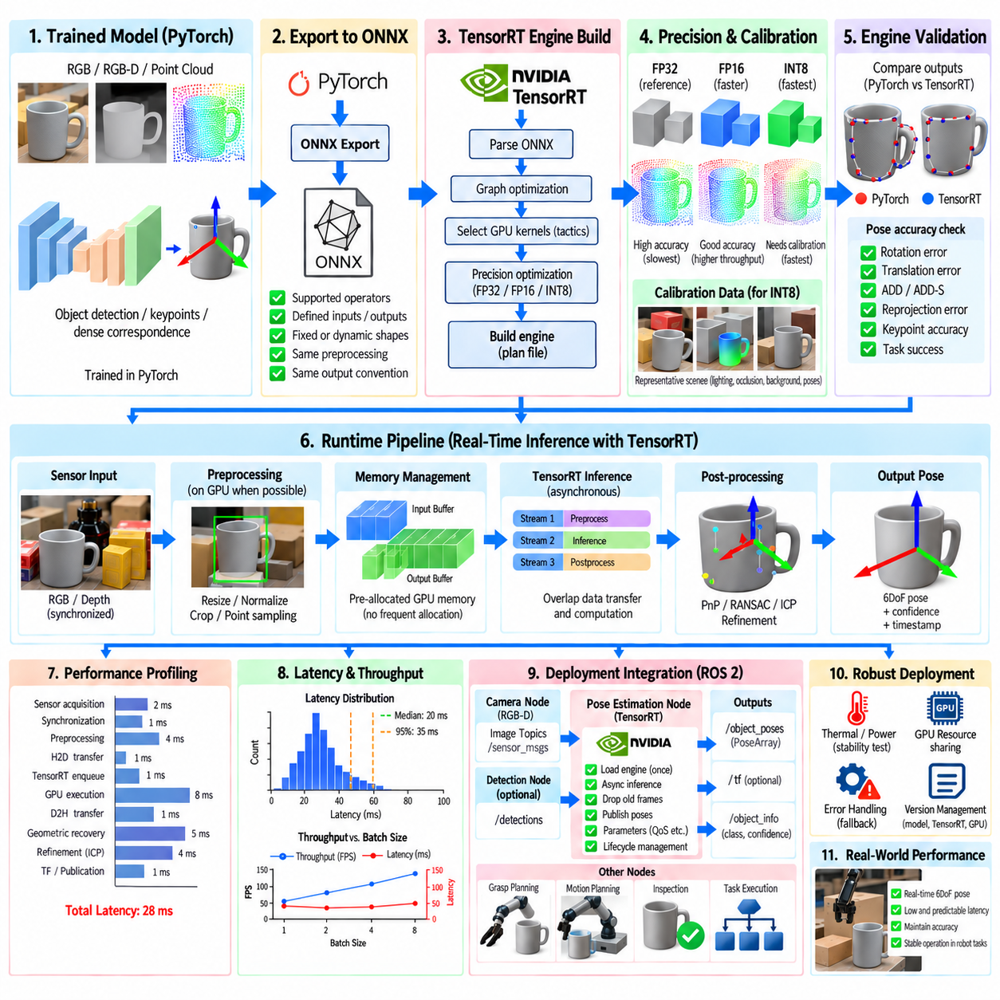 1. Trained Model (PyTorch)
RGB / RGB-D / Point Cloud
Object detection / keypoints /
dense correspondence
Trained in PyTorch
2. Export to ONNX
PyTorch
ONNX Export
ONNX
Supported operators
Defined inputs / outputs
Fixed or dynamic shapes
Same preprocessing
Same output convention
3. TensorRT Engine Build
NVIDIA
TensorRT
Parse ONNX
Graph optimization
Select GPU kernels (tactics)
Precision optimization
(FP32 / FP16 / INT8)
Build engine
(plan file)
4. Precision & Calibration
FP32 FP16 INT8
(reference) (faster) (fastest)
High accuracy Good accuracy Needs calibration
(slowest) (higher throughput) (fastest)
Calibration Data (for INT8)
Representative scenee (lighting, occlusion, background, poses)
5. Engine Validation
Compare outputs
(PyTorch vs TensorRT)
PyTorch TensorRT
Pose accuracy check
Rotation error
Translation error
ADD / ADD-S
Reprojection error
Keypoint accuracy
Task success
6. Runtime Pipeline (Real-Time Inference with TensorRT)
Sensor Input
RGB / Depth
(synchronized)
Preprocessing
(on GPU when possible)
Resize / Normalize
Crop / Point sampling
Memory Management
Input Buffer
Output Buffer
Pre-allocated GPU memory
(no frequent allocation)
TensorRT Inference
(asynchronous)
Stream 1 Preprocess
Stream 2 Inference
Stream 3 Postprocess
Overlap data transfer
and computation
Post-processing
PnP / RANSAC / ICP
Refinement
Output Pose
6DoF pose
+ confidence
+ timestamp
7. Performance Profiling
Sensor acquisition 2 ms
Synchronization 1 ms
Preprocessing 4 ms
H2D transfer 1 ms
TensorRT enqueue 1 ms
GPU execution 8 ms
D2H transfer 1 ms
Geometric recovery 5 ms
Refinement (ICP) 4 ms
TF / Publication 1 ms
Total Latency: 28 ms
8. Latency & Throughput
Latency Distribution
Median: 20 ms
95%: 35 ms
Count
0 20 40 60 80 100
Latency (ms)
Throughput vs. Batch Size
Throughput (FPS) Latency (ms)
150 150
100 100
50 50
0 0
FPS
Latency
1 2 4 8
Batch Size
9. Deployment Integration (ROS 2)
Camera Node
(RGB-D)
Image Topics
/sensor_msgs
Detection Node
(optional)
/detections
Pose Estimation Node
(TensorRT)
NVIDIA
Load engine (once)
Async inference
Drop old frames
Publish poses
Parameters (QoS etc.)
Lifecycle management
Outputs
/object_poses
(PoseArray)
/tf (optional)
/object_info
(class, confidence)
Other Nodes
Grasp Planning Motion Planning Inspection Task Execution
10. Robust Deployment
Thermal / Power
(stability test)
GPU
GPU Resource
sharing
Error Handling
(fallback)
Version Management
(model, TensorRT, GPU)
11. Real-World Performance
Real-time 6DoF pose
Low and predictable latency
Maintain accuracy
Stable operation in robot tasks